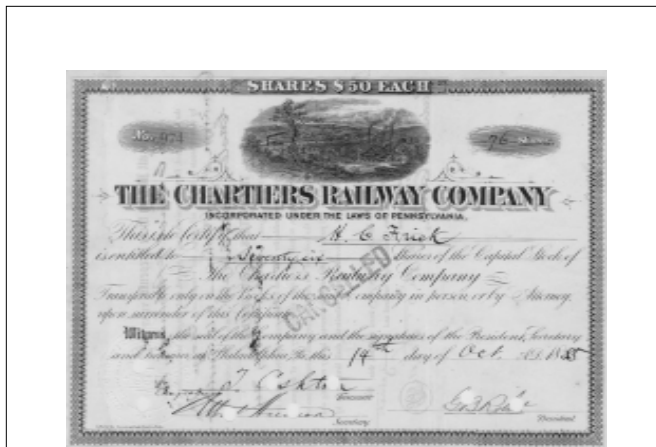 SHARES $50 EACH
No.
76 Shares
THE CHARTIERS RAILWAY COMPANY
INCORPORATED UNDER THE LAWS OF PENNSYLVANIA.
This is to Certify that H. C. Frick
is entitled to Seventy six Shares of the Capital Stock of
The Chartiers Railway Company
Transferable only on the Books of the said Company in person or by Attorney
upon surrender of this Certificate
CANCELLED
Witness the seal of the Company and the signatures of the President, Secretary
and Treasurer at Philadelphia, Pa. this 14th day of Oct.
Treasurer
Secretary
President